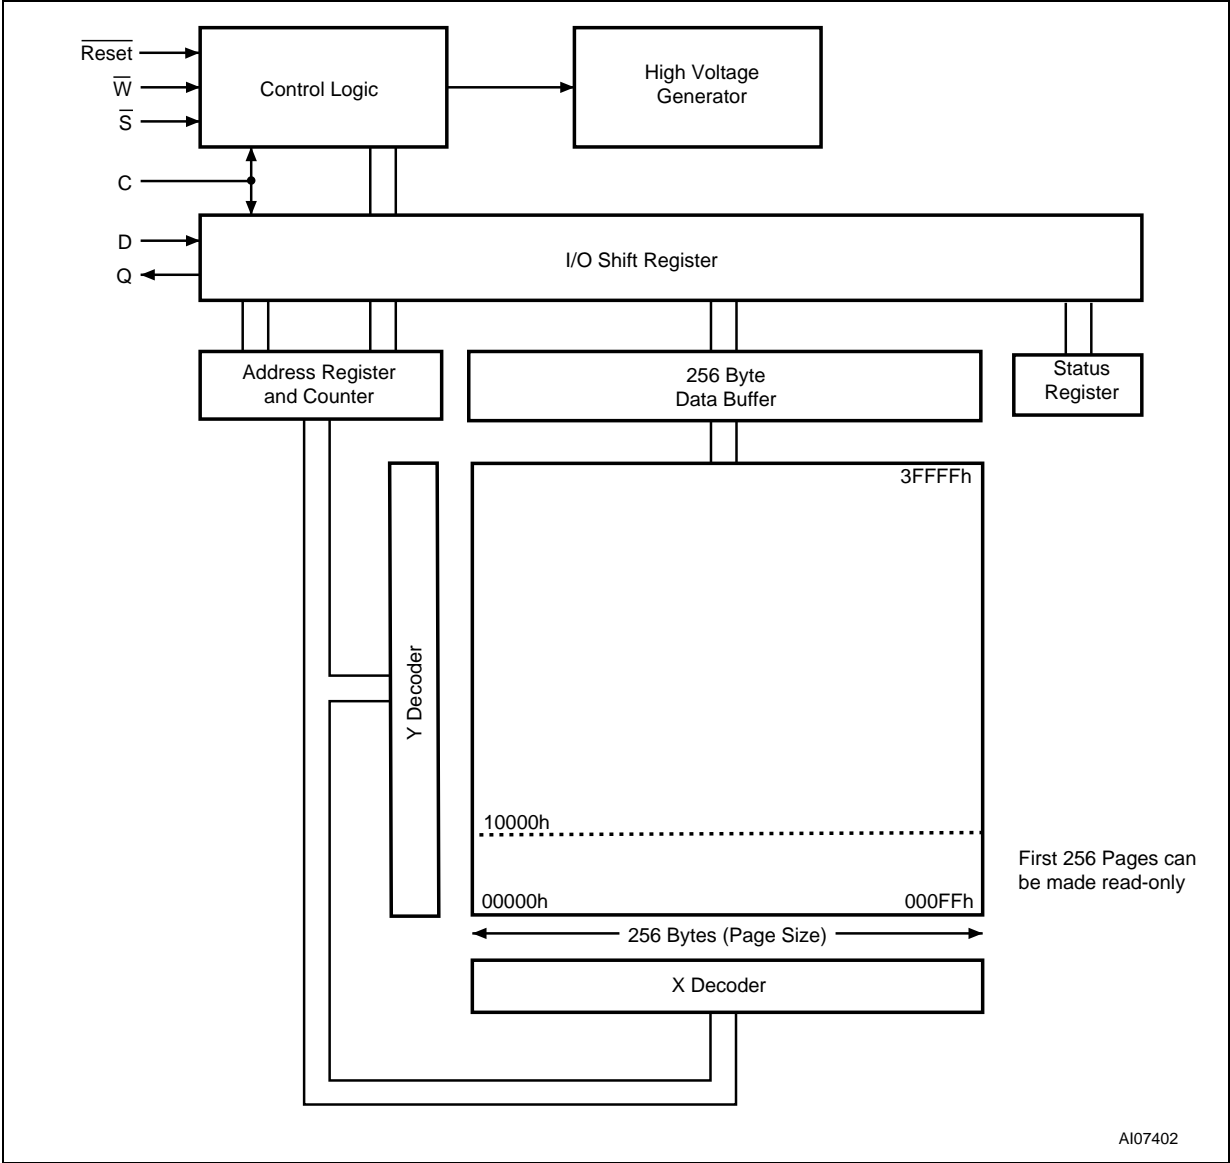 Reset
W
S
C
D
Q
Control Logic
High Voltage
Generator
I/O Shift Register
Address Register
and Counter
256 Byte
Data Buffer
Status
Register
Y Decoder
3FFFFh
10000h
00000h
000FFh
First 256 Pages can
be made read-only
256 Bytes (Page Size)
X Decoder
AI07402